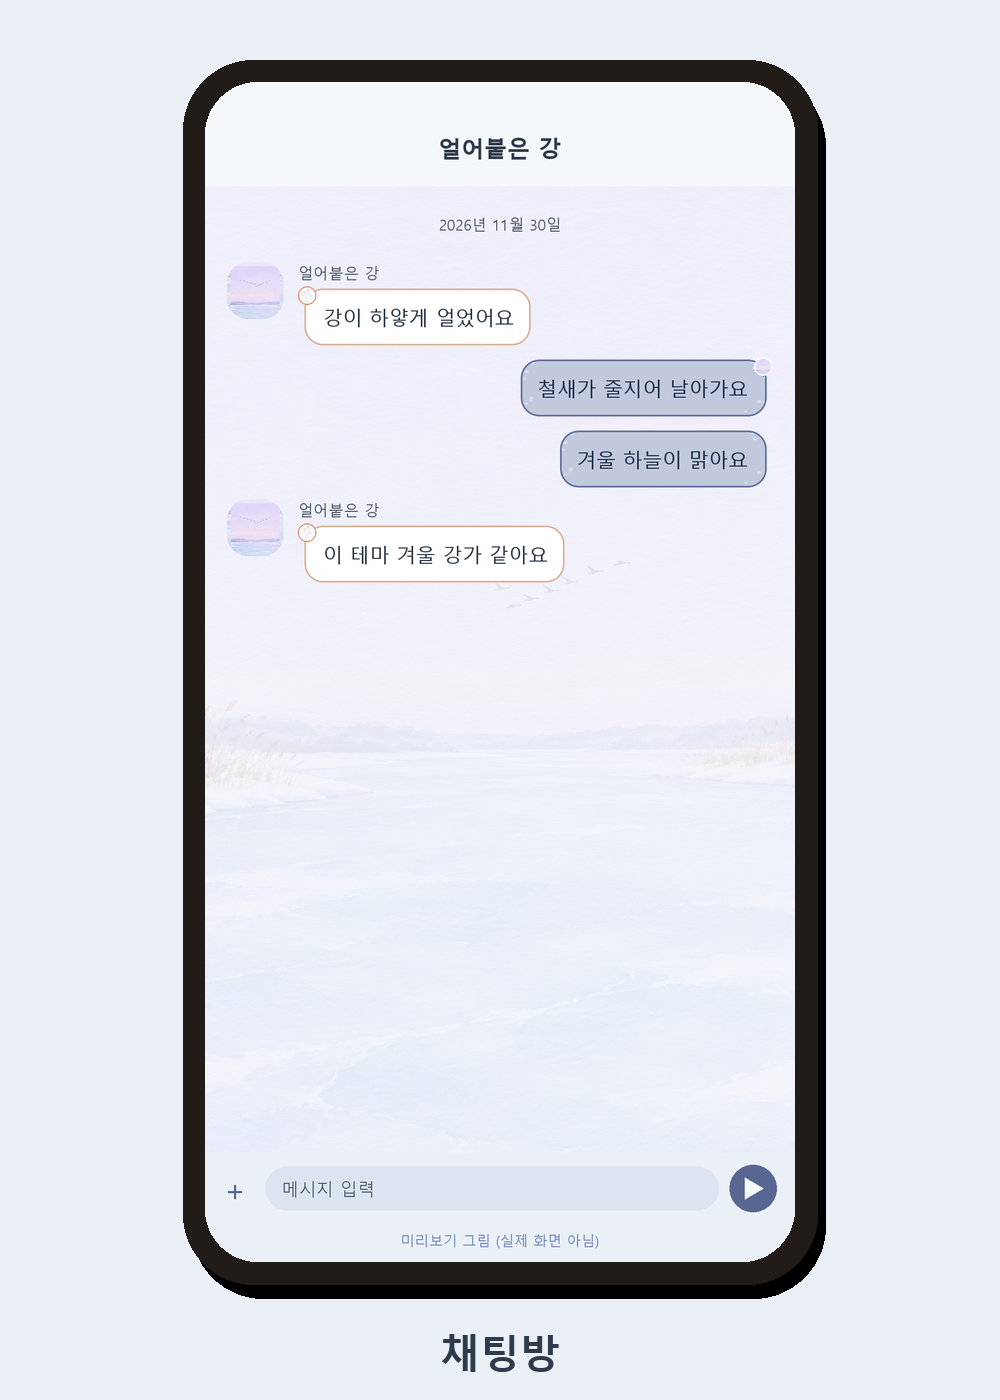 얼어붙은 강
2026년 11월 30일
얼어붙은 강
강이 하얗게 얼었어요
철새가 줄지어 날아가요
겨울 하늘이 맑아요
얼어붙은 강
이 테마 겨울 강가 같아요
+ 메시지 입력
미리보기 그림 (실제 화면 아님)
채팅방